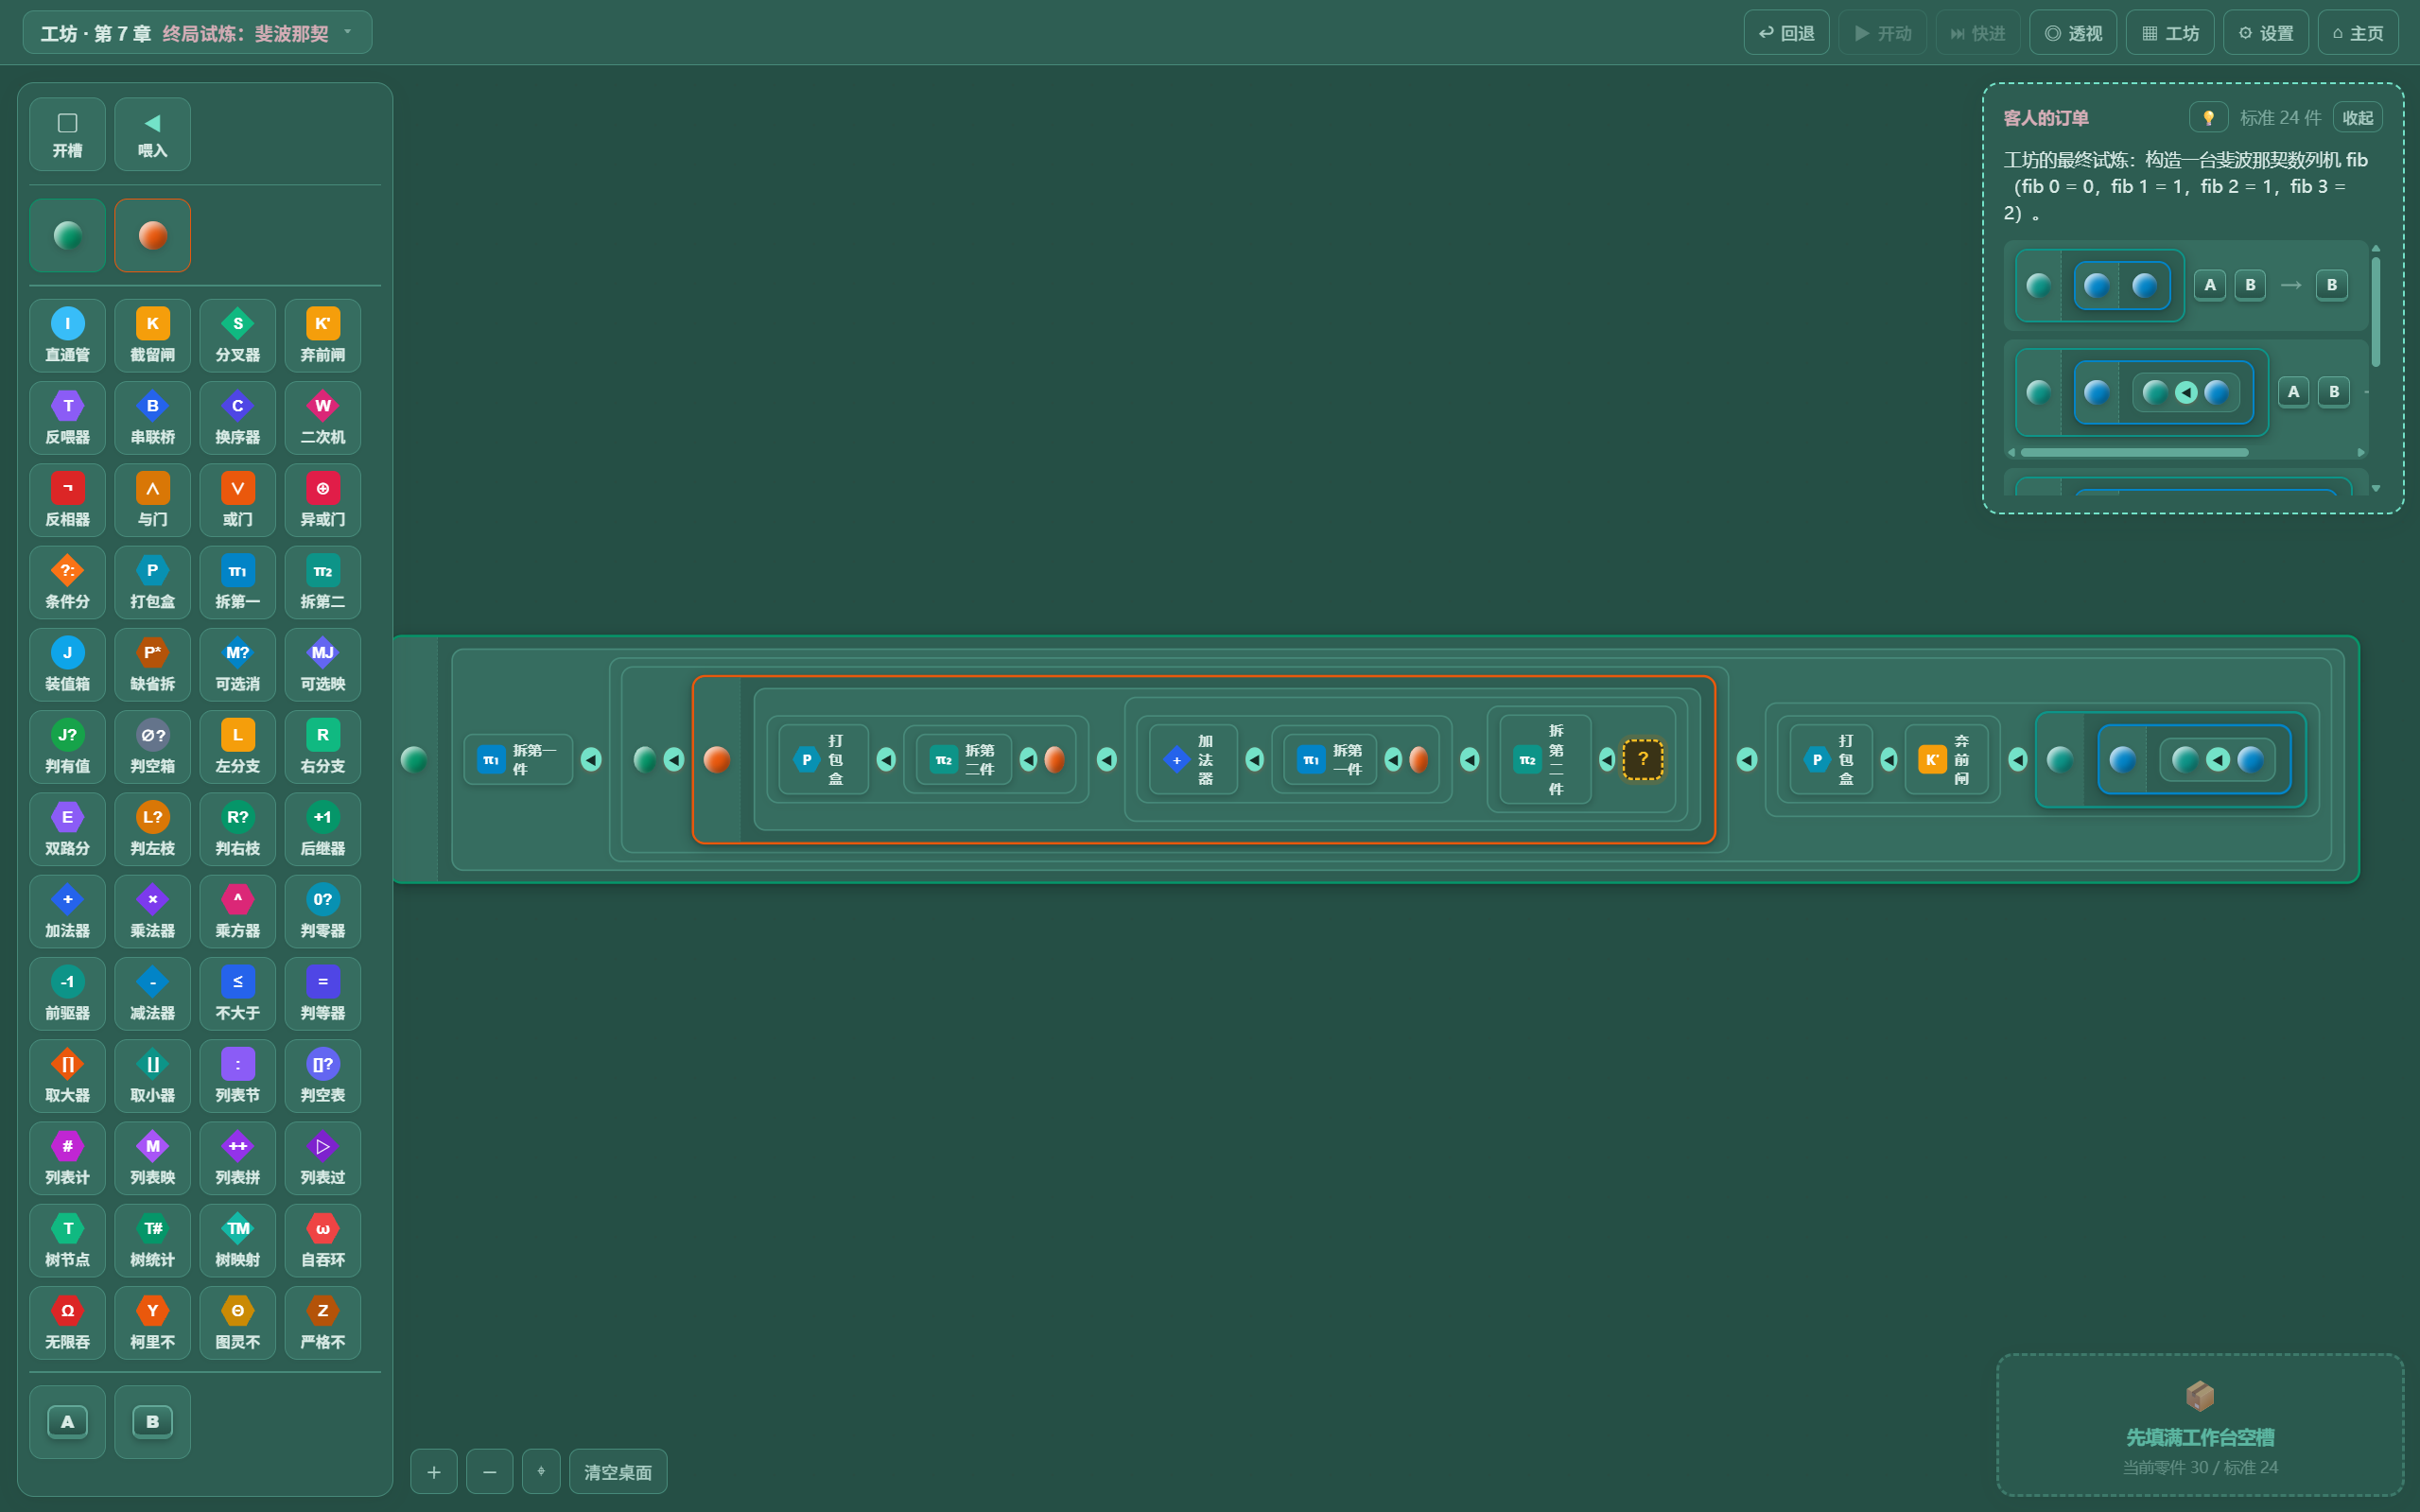 工坊 · 第 7 章 终局试炼：斐波那契
↩ 回退
▶ 开动
⏭ 快进
◎ 透视
▦ 工坊
⚙ 设置
⌂ 主页
开槽
喂入
I
直通管
K
截留闸
S
分叉器
K'
弃前闸
T
反喂器
B
串联桥
C
换序器
W
二次机
¬
反相器
∧
与门
∨
或门
⊕
异或门
?:
条件分
P
打包盒
π₁
拆第一
π₂
拆第二
J
装值箱
P*
缺省拆
M?
可选消
MJ
可选映
J?
判有值
∅?
判空箱
L
左分支
R
右分支
E
双路分
L?
判左枝
R?
判右枝
+1
后继器
+
加法器
×
乘法器
^
乘方器
0?
判零器
-1
前驱器
-
减法器
≤
不大于
=
判等器
∏
取大器
∐
取小器
:
列表节
[]?
判空表
#
列表计
M
列表映
++
列表拼
▷
列表过
T
树节点
T#
树统计
TM
树映射
ω
自吞环
Ω
无限吞
Y
柯里不
Θ
图灵不
Z
严格不
A
B
客人的订单
标准 24 件
收起
工坊的最终试炼：构造一台斐波那契数列机 fib
（fib 0 = 0，fib 1 = 1，fib 2 = 1，fib 3 =
2）。
A B → B
A B
π₁ 拆第一件
P 打包盒
π₂ 拆第二件
+ 加法器
π₁ 拆第一件
π₂ 拆第二件
?
P 打包盒
K' 弃前闸
+
−
清空桌面
先填满工作台空槽
当前零件 30 / 标准 24